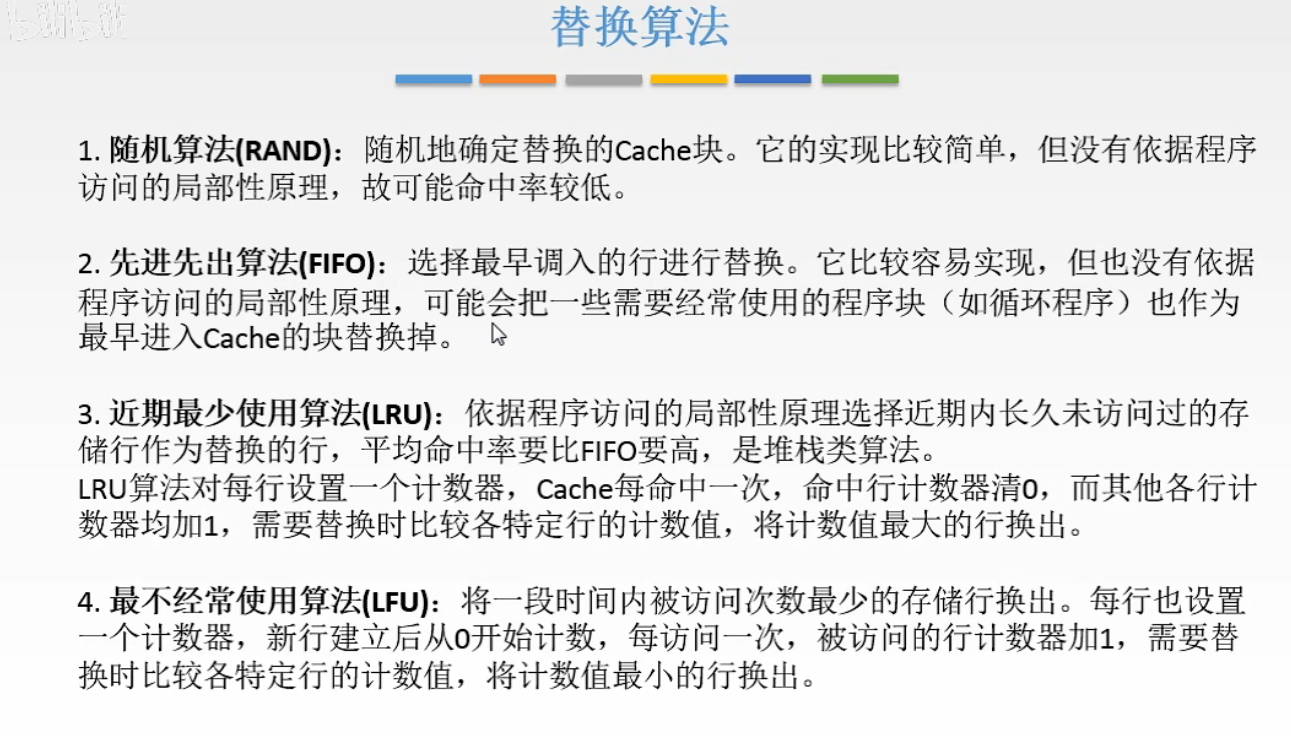 bilibili
替换算法
1. 随机算法(RAND)：随机地确定替换的Cache块。它的实现比较简单，但没有依据程序
访问的局部性原理，故可能命中率较低。
2. 先进先出算法(FIFO)：选择最早调入的行进行替换。它比较容易实现，但也没有依据
程序访问的局部性原理，可能会把一些需要经常使用的程序块（如循环程序）也作为
最早进入Cache的块替换掉。
3. 近期最少使用算法(LRU)：依据程序访问的局部性原理选择近期内长久未访问过的存
储行作为替换的行，平均命中率要比FIFO要高，是堆栈类算法。
LRU算法对每行设置一个计数器，Cache每命中一次，命中行计数器清0，而其他各行计
数器均加1，需要替换时比较各特定行的计数值，将计数值最大的行换出。
4. 最不经常使用算法(LFU)：将一段时间内被访问次数最少的存储行换出。每行也设置
一个计数器，新行建立后从0开始计数，每访问一次，被访问的行计数器加1，需要替
换时比较各特定行的计数值，将计数值最小的行换出。